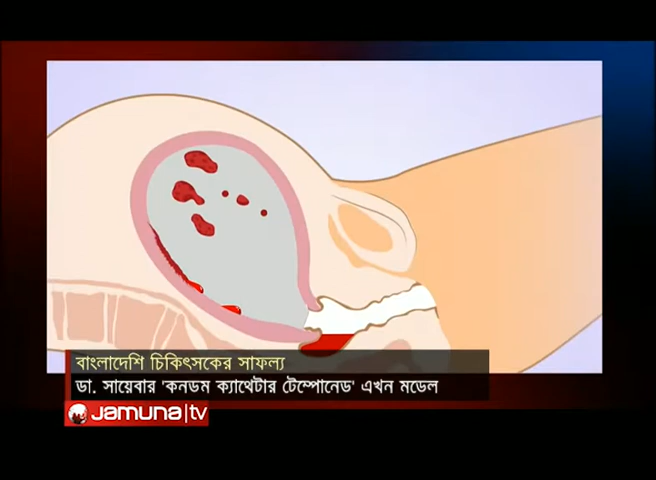 বাংলাদেশি চিকিৎসকের সাফল্য
ডা. সায়েবার 'কনডম ক্যাথেটার টেম্পোনেড' এখন মডেল
Jamuna|tv